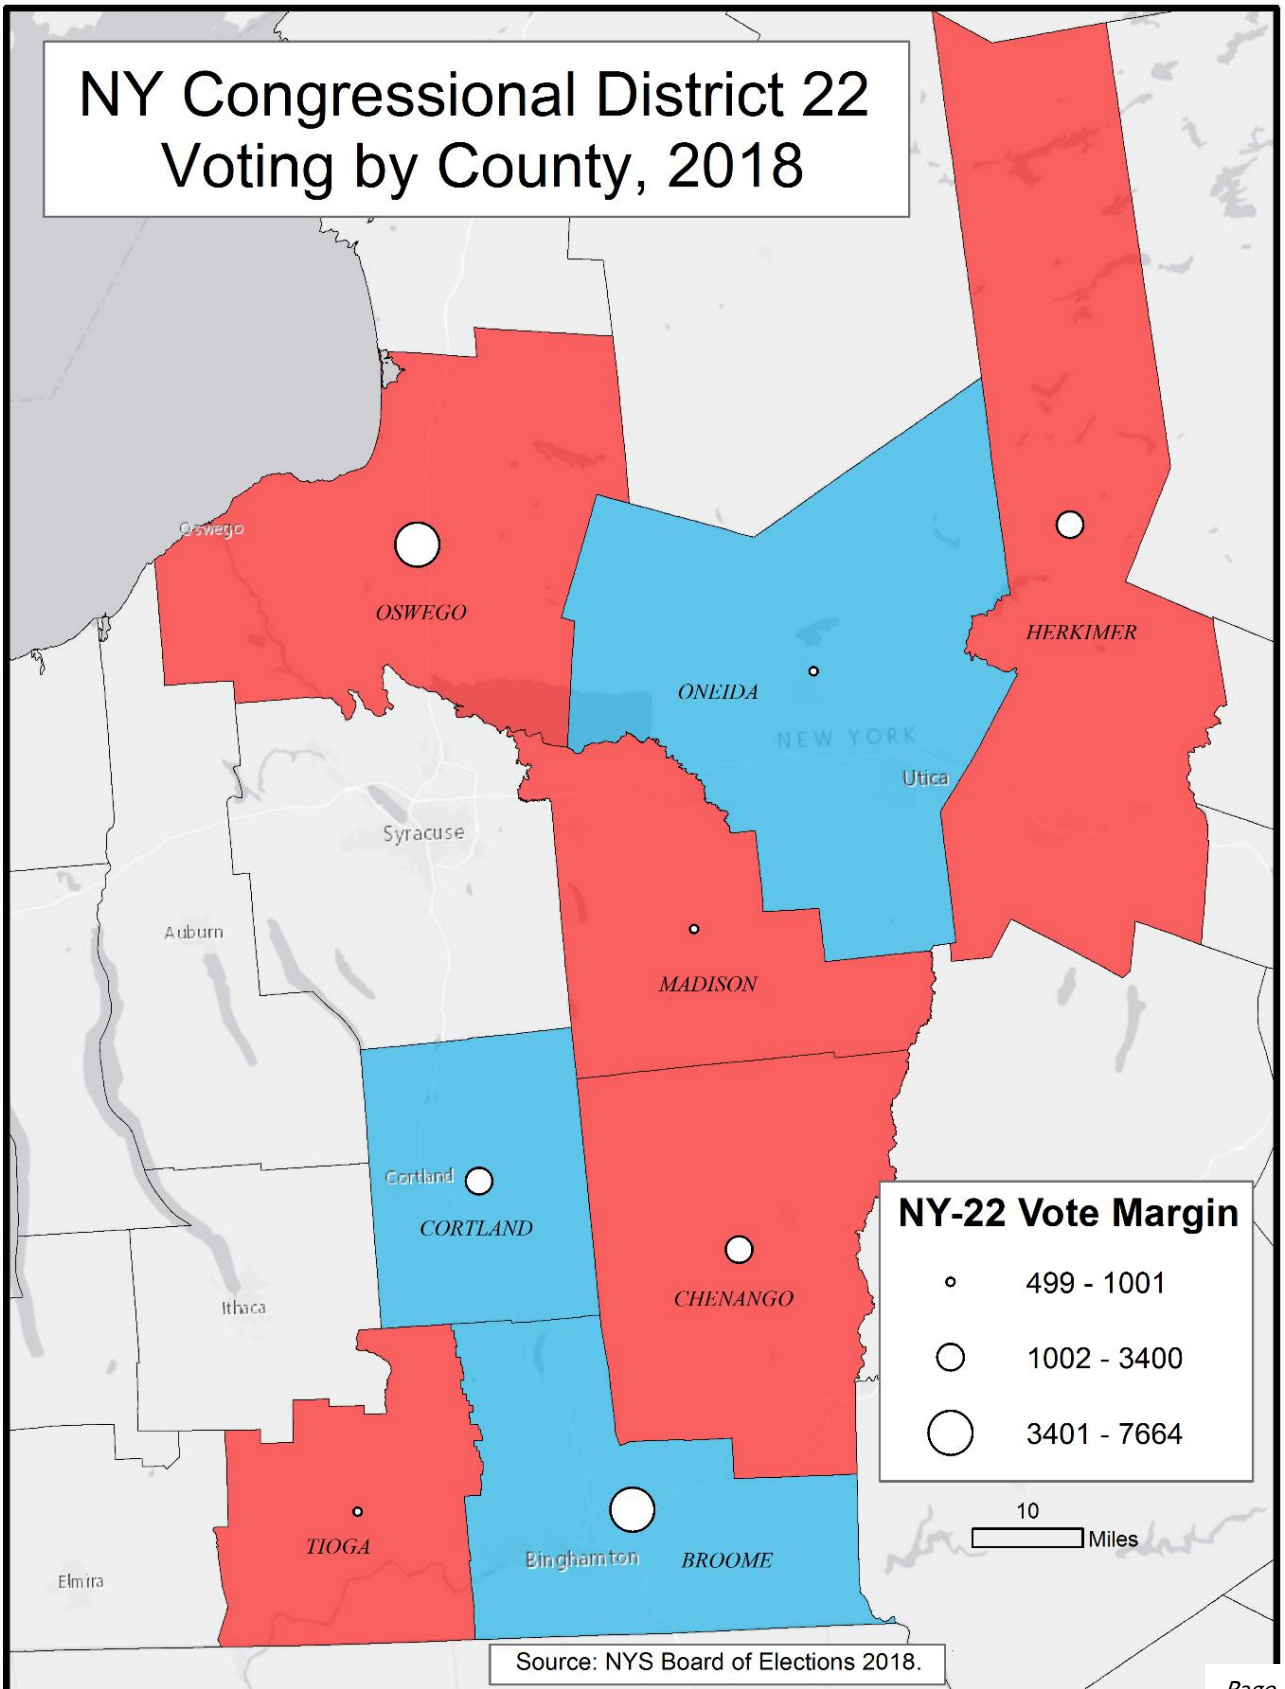 NY Congressional District 22
Voting by County, 2018
Oswego
OSWEGO
HERKIMER
ONEIDA
NEW YORK
Utica
Syracuse
Auburn
MADISON
Cortland
CORTLAND
NY-22 Vote Margin
499 - 1001
1002 - 3400
3401 - 7664
CHENANGO
Ithaca
10
Miles
TIOGA
Binghamton
BROOME
Elmira
Source: NYS Board of Elections 2018.
Page